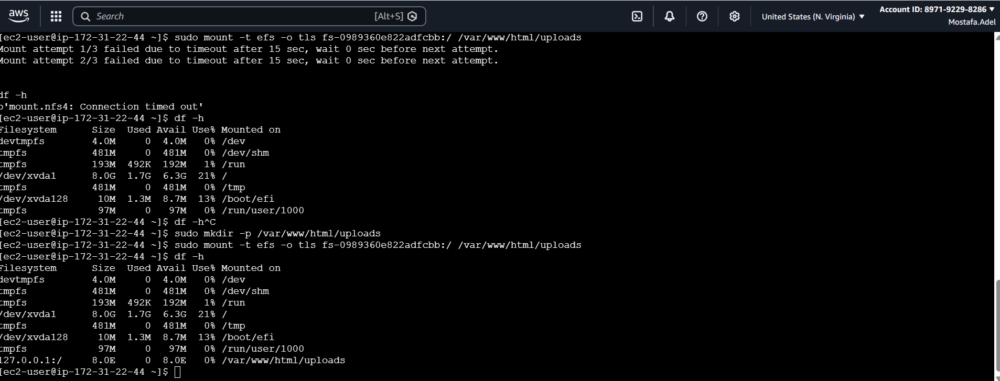 aws
Search [Alt+S]
United States (N. Virginia) ▼
Account ID: 8971-9229-8286 ▼
Mostafa.Adel
[ec2-user@ip-172-31-22-44 ~]$ sudo mount -t efs -o tls fs-0989360e822adfcbb:/ /var/www/html/uploads
Mount attempt 1/3 failed due to timeout after 15 sec, wait 0 sec before next attempt.
Mount attempt 2/3 failed due to timeout after 15 sec, wait 0 sec before next attempt.
df -h
b'mount.nfs4: Connection timed out'
[ec2-user@ip-172-31-22-44 ~]$ df -h
Filesystem Size Used Avail Use% Mounted on
devtmpfs 4.0M 0 4.0M 0% /dev
tmpfs 481M 0 481M 0% /dev/shm
tmpfs 193M 492K 192M 1% /run
/dev/xvda1 8.0G 1.7G 6.3G 21% /
tmpfs 481M 0 481M 0% /tmp
/dev/xvda128 10M 1.3M 8.7M 13% /boot/efi
tmpfs 97M 0 97M 0% /run/user/1000
[ec2-user@ip-172-31-22-44 ~]$ df -h^C
[ec2-user@ip-172-31-22-44 ~]$ sudo mkdir -p /var/www/html/uploads
[ec2-user@ip-172-31-22-44 ~]$ sudo mount -t efs -o tls fs-0989360e822adfcbb:/ /var/www/html/uploads
[ec2-user@ip-172-31-22-44 ~]$ df -h
Filesystem Size Used Avail Use% Mounted on
devtmpfs 4.0M 0 4.0M 0% /dev
tmpfs 481M 0 481M 0% /dev/shm
tmpfs 193M 492K 192M 1% /run
/dev/xvda1 8.0G 1.7G 6.3G 21% /
tmpfs 481M 0 481M 0% /tmp
/dev/xvda128 10M 1.3M 8.7M 13% /boot/efi
tmpfs 97M 0 97M 0% /run/user/1000
127.0.0.1:/ 8.0E 0 8.0E 0% /var/www/html/uploads
[ec2-user@ip-172-31-22-44 ~]$